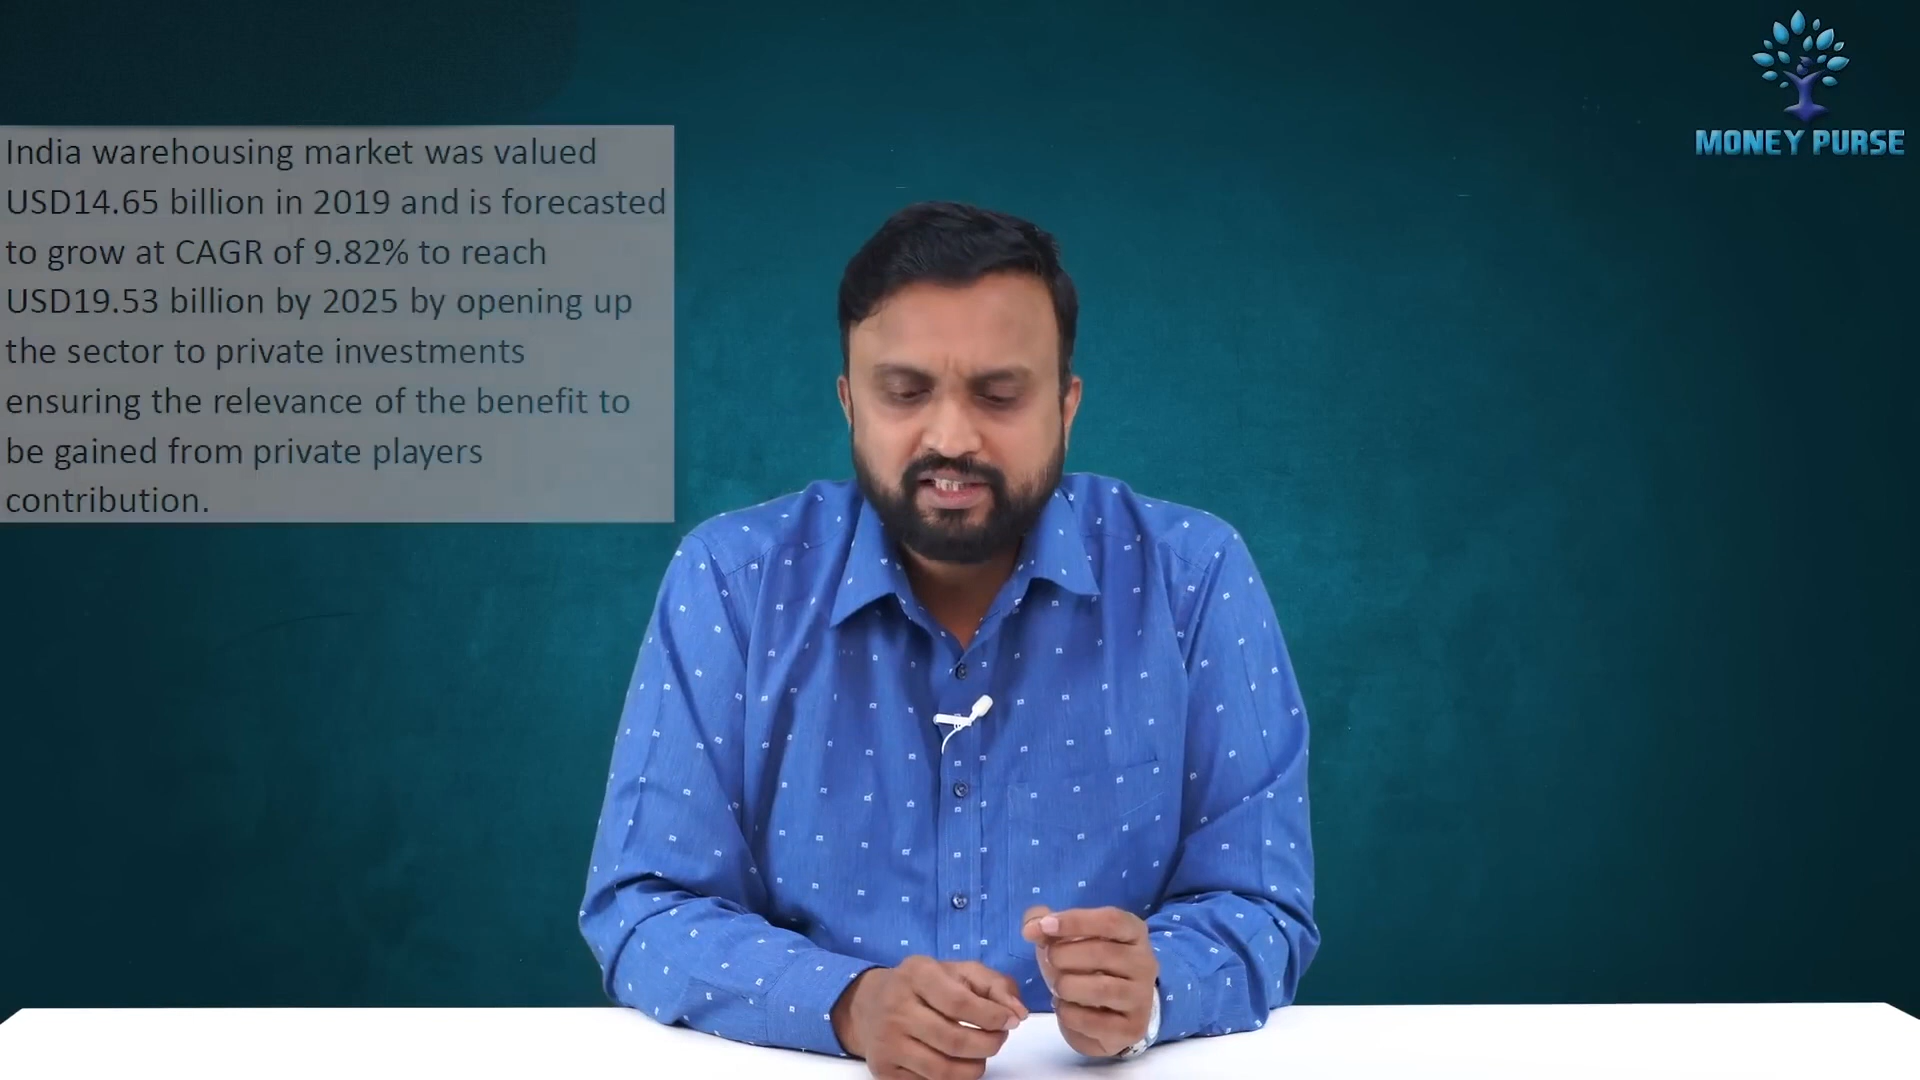 India warehousing market was valued
USD14.65 billion in 2019 and is forecasted
to grow at CAGR of 9.82% to reach
USD19.53 billion by 2025 by opening up
the sector to private investments
ensuring the relevance of the benefit to
be gained from private players
contribution.
MONEY PURSE